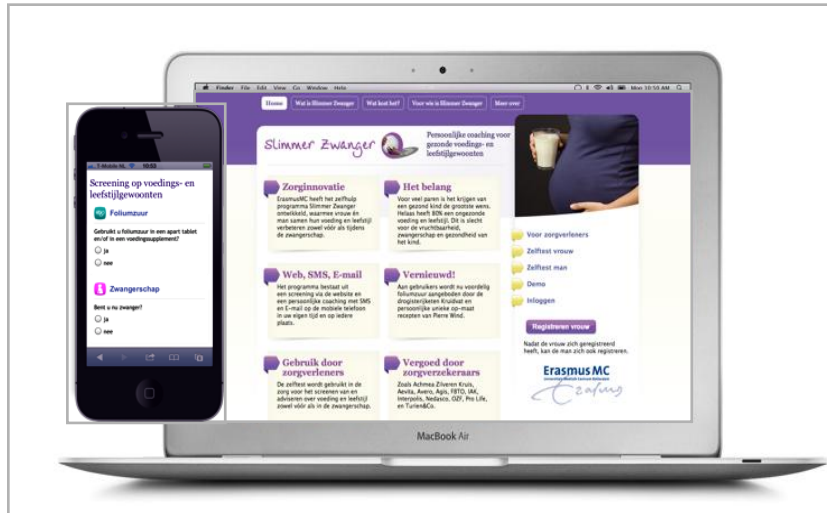 Finder File Edit View Go Window Help
Mon 10:50 AM
Home Wat is Slimmer Zwanger Wat kost het? Voor wie is Slimmer Zwanger Meer over
Slimmer Zwanger
Persoonlijke coaching voor
gezonde voedings- en
leefstijlgewoonten
Zorginnovatie
ErasmusMC heeft het zelfhulp
programma Slimmer Zwanger
ontwikkeld, waarmee vrouw én
man samen hun voeding en leefstijl
verbeteren zowel vóór als tijdens
de zwangerschap.
Het belang
Voor veel paren is het krijgen van
een gezond kind de grootste wens.
Helaas heeft 80% een ongezonde
voeding en leefstijl. Dit is slecht
voor de vruchtbaarheid,
zwangerschap en gezondheid van
het kind.
Web, SMS, E-mail
Het programma bestaat uit
een screening via de website en
een persoonlijke coaching met SMS
en E-mail op de mobiele telefoon
in uw eigen tijd en op iedere
plaats.
Vernieuwd!
Aan gebruikers wordt nu voordelig
foliumzuur aangeboden door de
drogisterijketen Kruidvat en
persoonlijke unieke op-maat
recepten van Pierre Wind.
Gebruik door
zorgverleners
De zelftest wordt gebruikt in de
zorg voor het screenen van en
adviseren over voeding en leefstijl
zowel vóór als in de zwangerschap.
Vergoed door
zorgverzekeraars
Zoals Achmea Zilveren Kruis,
Aevita, Avero, Agis, FBTO, IAK,
Interpolis, Nedasco, OZF, Pro Life,
en Turien&Co.
Voor zorgverleners
Zelftest vrouw
Zelftest man
Demo
Inloggen
Registreren vrouw
Nadat de vrouw zich geregistreerd
heeft, kan de man zich ook registreren.
Erasmus MC
Erasmus
T-Mobile NL 10:53
Screening op voedings- en
leefstijlgewoonten
Foliumzuur
Gebruikt u foliumzuur in een apart tablet
en/of in een voedingssupplement?
ja
nee
Zwangerschap
Bent u nu zwanger?
ja
nee
MacBook Air